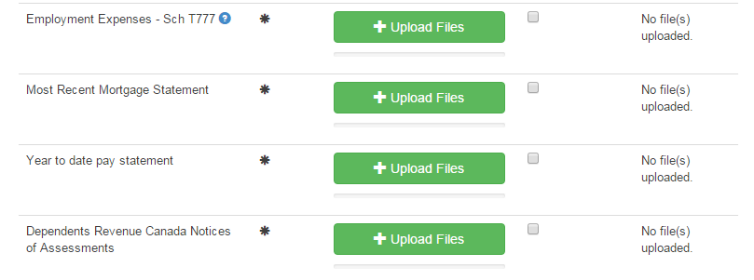 Employment Expenses - Sch T777 ? * + Upload Files No file(s)
uploaded.
Most Recent Mortgage Statement * + Upload Files No file(s)
uploaded.
Year to date pay statement * + Upload Files No file(s)
uploaded.
Dependents Revenue Canada Notices * + Upload Files No file(s)
of Assessments uploaded.